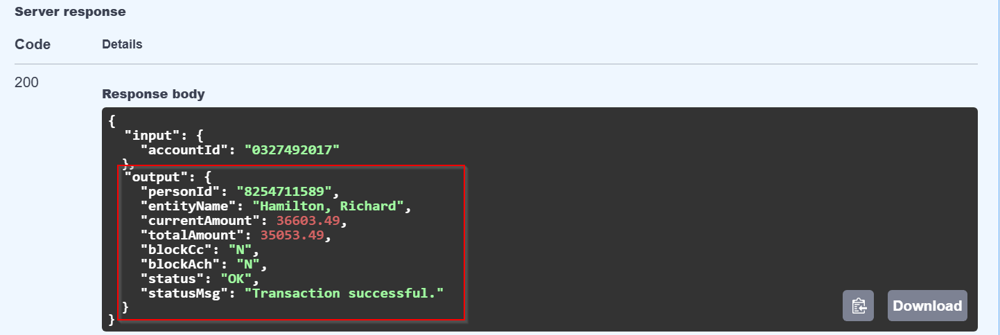 Server response
Code Details
200
Response body
{
  "input": {
    "accountId": "0327492017"
  },
  "output": {
    "personId": "8254711589",
    "entityName": "Hamilton, Richard",
    "currentAmount": 36603.49,
    "totalAmount": 35053.49,
    "blockCc": "N",
    "blockAch": "N",
    "status": "OK",
    "statusMsg": "Transaction successful."
  }
}
Download